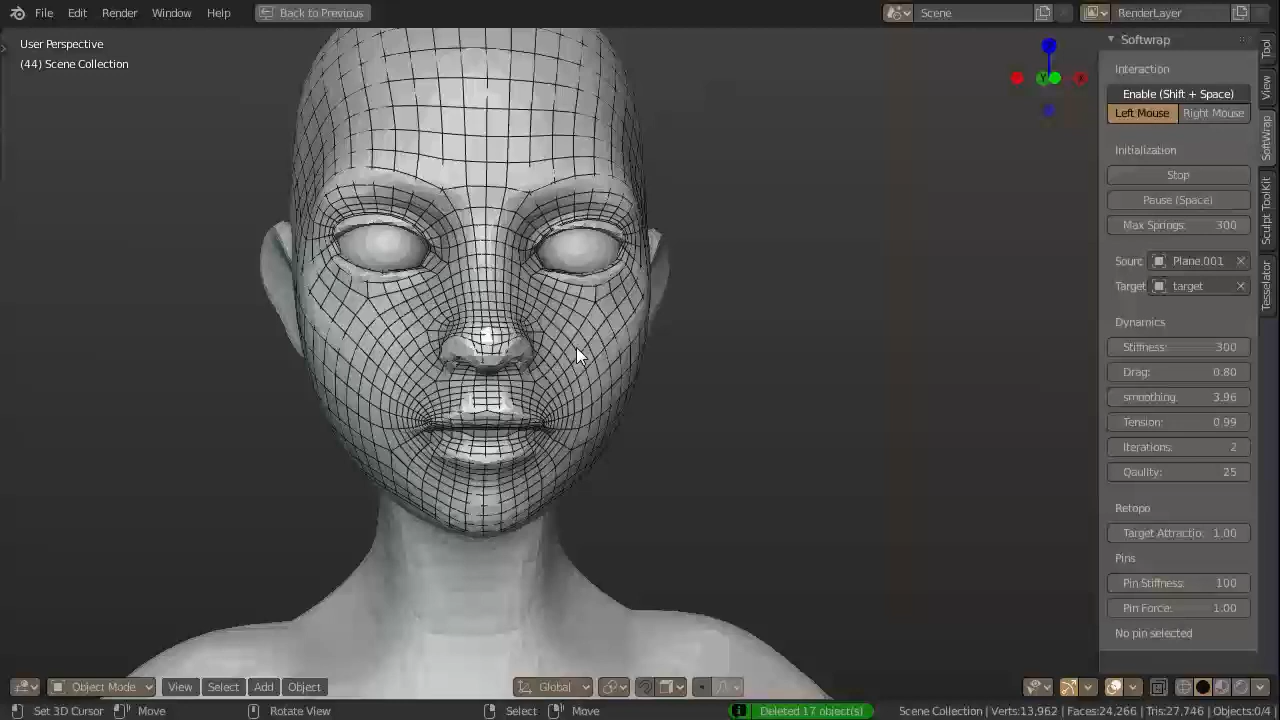 File Edit Render Window Help Back to Previous Scene RenderLayer
User Perspective
(44) Scene Collection
Softwrap
Interaction
Enable (Shift + Space)
Left Mouse Right Mouse
Initialization
Stop
Pause (Space)
Max Springs: 300
Sourc Plane.001
Target target
Dynamics
Stiffness: 300
Drag: 0.80
smoothing: 3.96
Tension: 0.99
Iterations: 2
Qaulity: 25
Retopo
Target Attractio: 1.00
Pins
Pin Stiffness: 100
Pin Force: 1.00
No pin selected
Tool
View
SoftWrap
Sculpt ToolKit
Tesselator
Z
Y
X
Object Mode View Select Add Object Global
Set 3D Cursor Move Rotate View Select Move Deleted 17 object(s) Scene Collection | Verts:13,962 | Faces:24,266 | Tris:27,746 | Objects:0/4